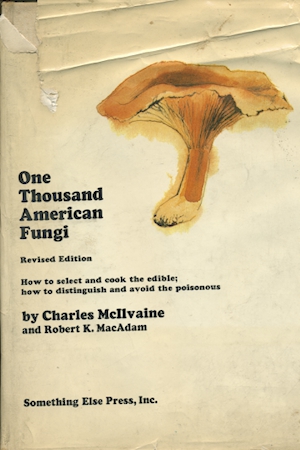 One
Thousand
American
Fungi
Revised Edition
How to select and cook the edible;
how to distinguish and avoid the poisonous
by Charles McIlvaine
and Robert K. MacAdam
Something Else Press, Inc.